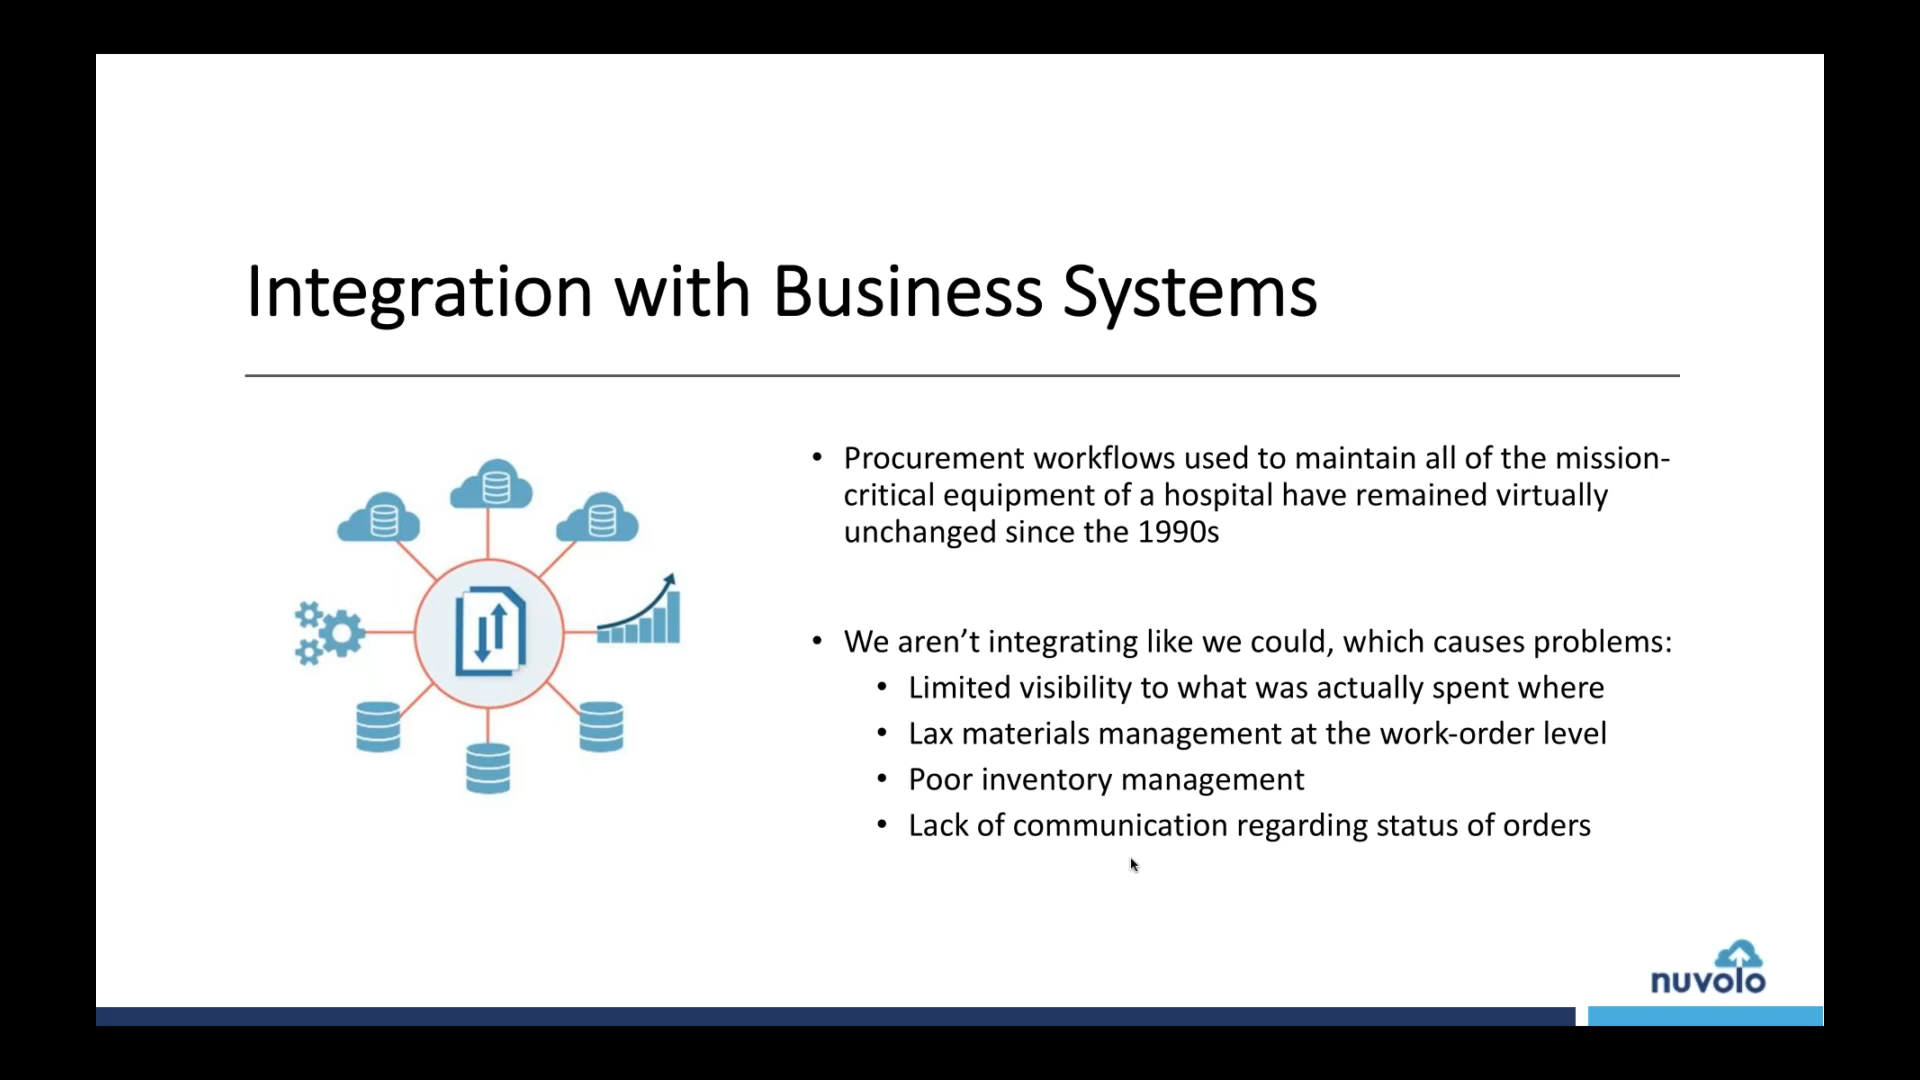 Integration with Business Systems
• Procurement workflows used to maintain all of the mission-
critical equipment of a hospital have remained virtually
unchanged since the 1990s
• We aren’t integrating like we could, which causes problems:
• Limited visibility to what was actually spent where
• Lax materials management at the work-order level
• Poor inventory management
• Lack of communication regarding status of orders
nuvolo